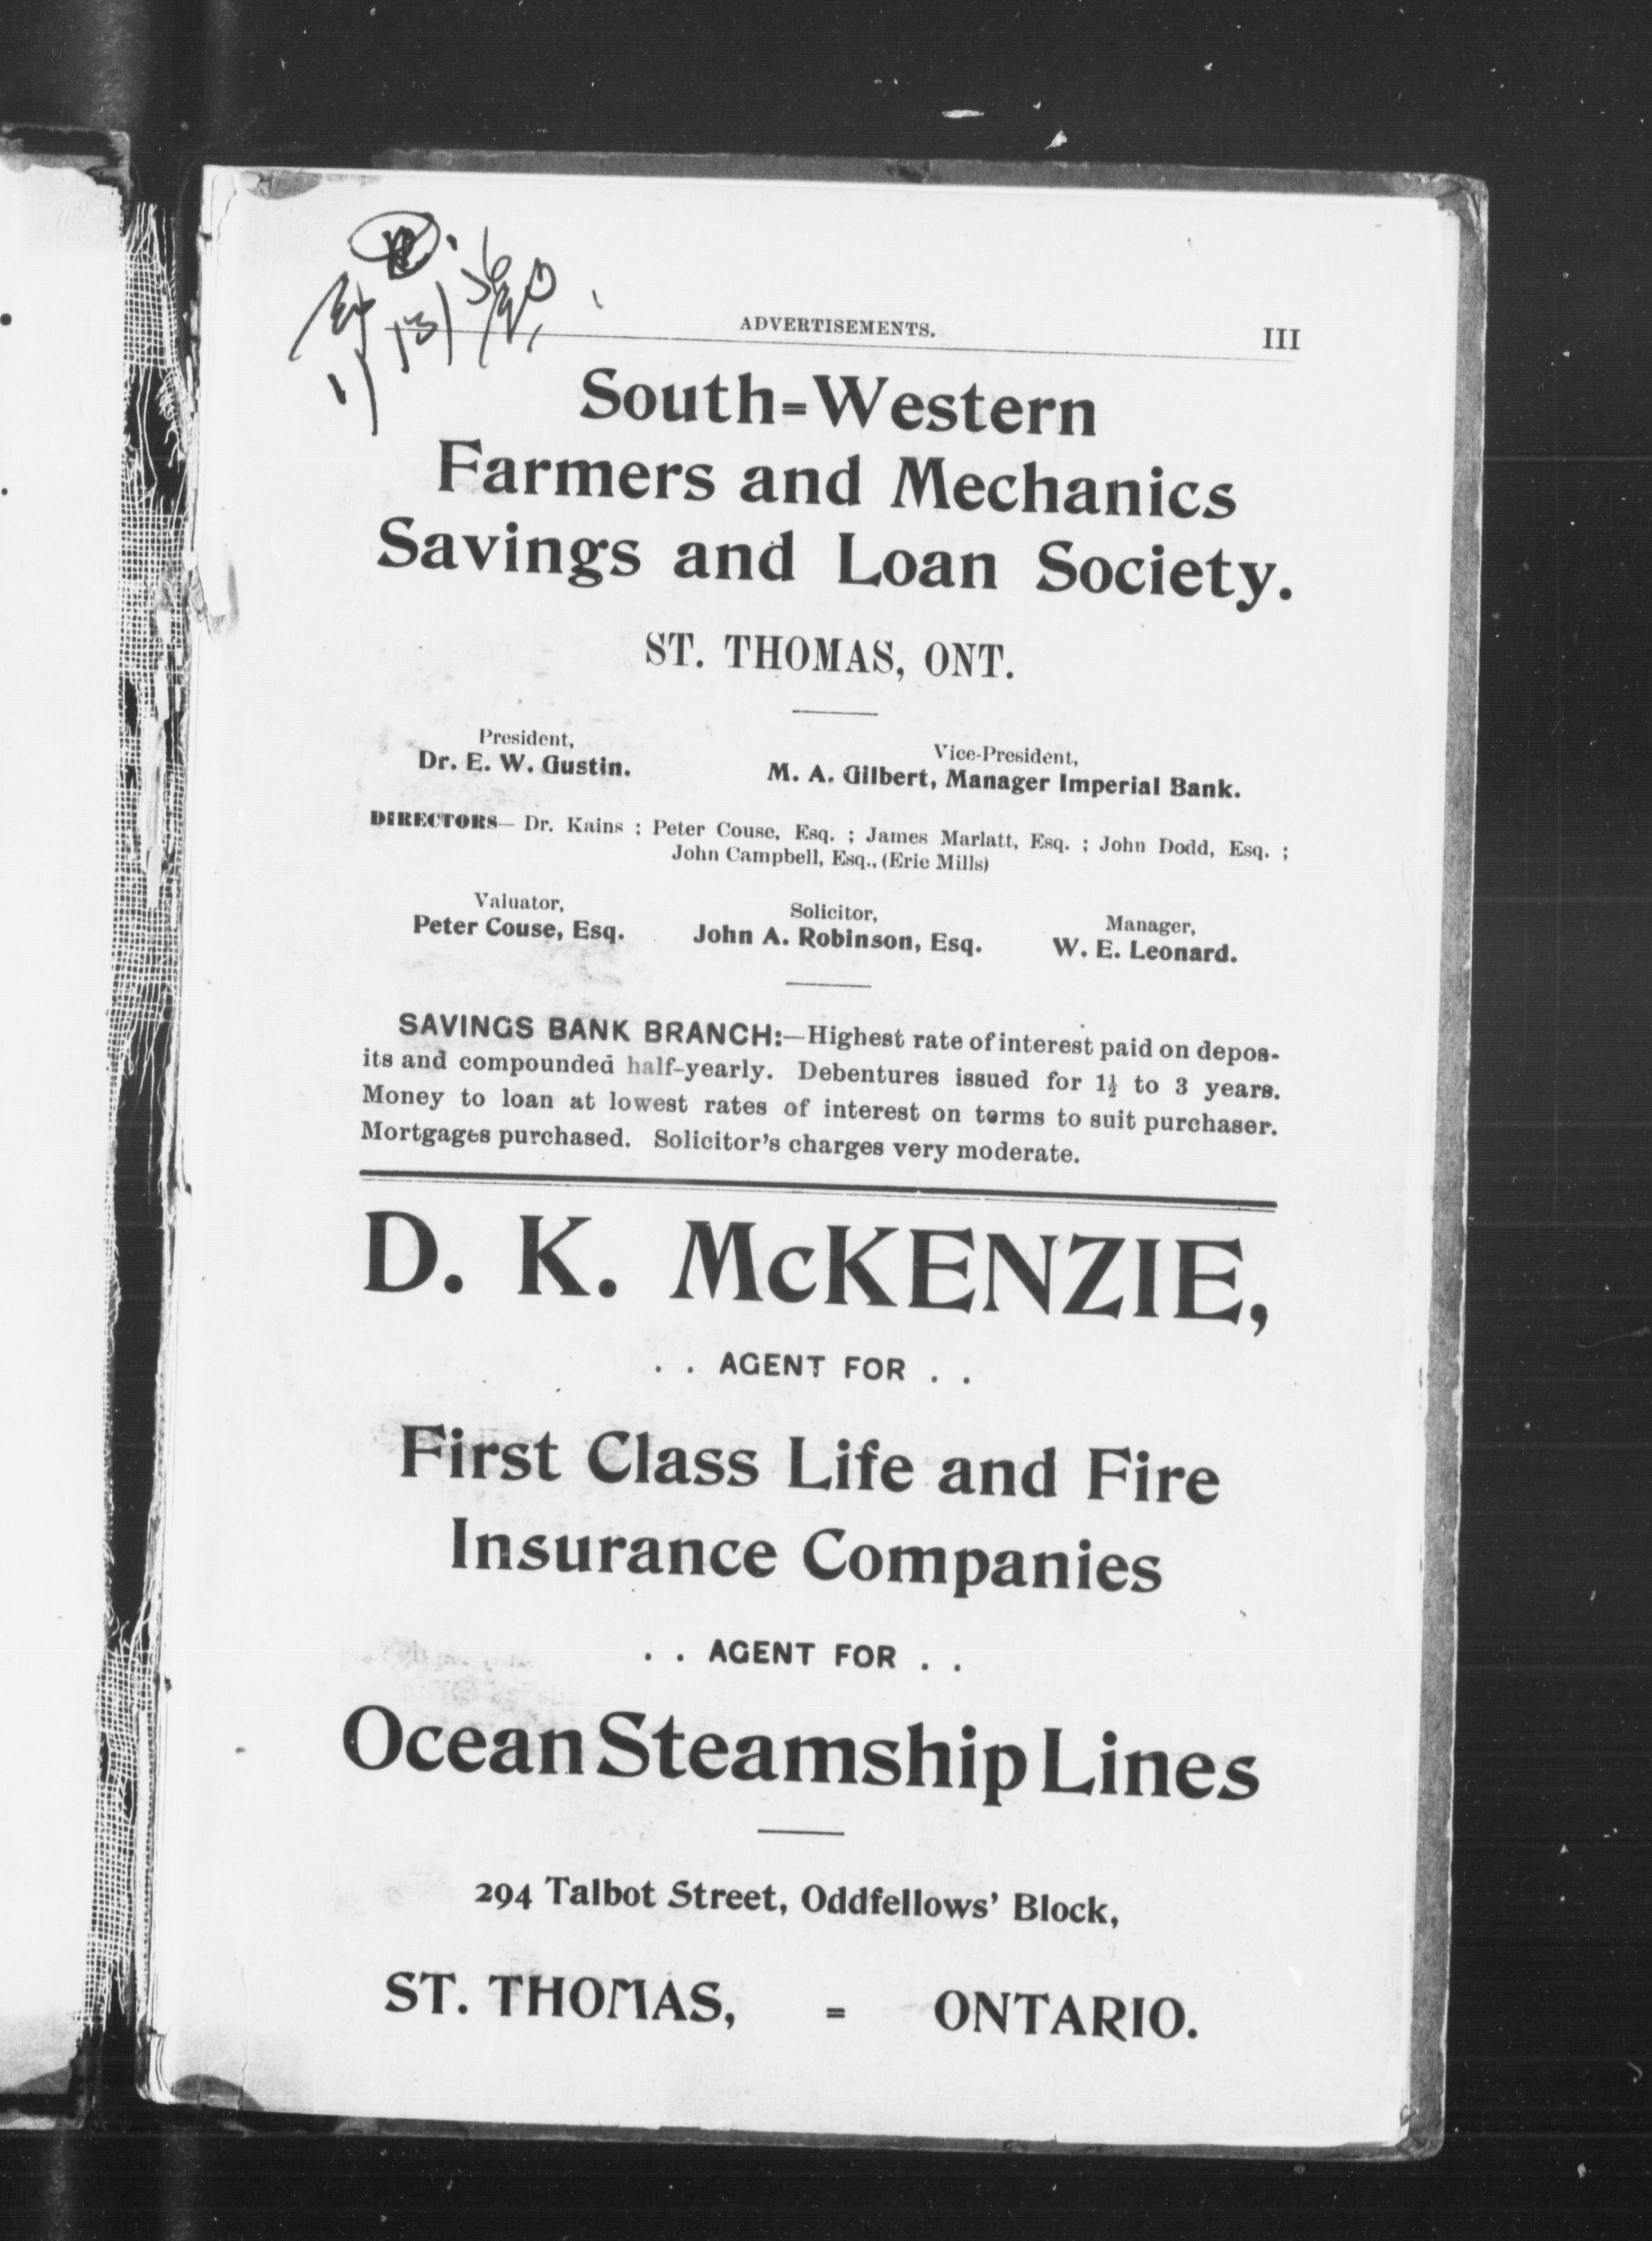 ADVERTISEMENTS. III
South=Western
Farmers and Mechanics
Savings and Loan Society.
ST. THOMAS, ONT.
President,
Dr. E. W. Gustin.
Vice-President,
M. A. Gilbert, Manager Imperial Bank.
DIRECTORS— Dr. Kains ; Peter Couse, Esq. ; James Marlatt, Esq. ; John Dodd, Esq. ;
John Campbell, Esq., (Erie Mills)
Valuator,
Peter Couse, Esq.
Solicitor,
John A. Robinson, Esq.
Manager,
W. E. Leonard.
SAVINGS BANK BRANCH:—Highest rate of interest paid on depos-
its and compounded half-yearly. Debentures issued for 1½ to 3 years.
Money to loan at lowest rates of interest on terms to suit purchaser.
Mortgages purchased. Solicitor's charges very moderate.
D. K. McKENZIE,
. . AGENT FOR . .
First Class Life and Fire
Insurance Companies
. . AGENT FOR . .
Ocean Steamship Lines
294 Talbot Street, Oddfellows' Block,
ST. THOMAS, = ONTARIO.